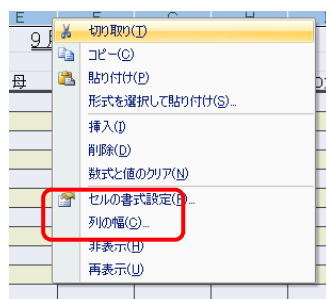 E
9
母
切り取り(T)
コピー(C)
貼り付け(P)
形式を選択して貼り付け(S)...
挿入(I)
削除(D)
数式と値のクリア(N)
セルの書式設定(F)...
列の幅(C)...
非表示(H)
再表示(U)